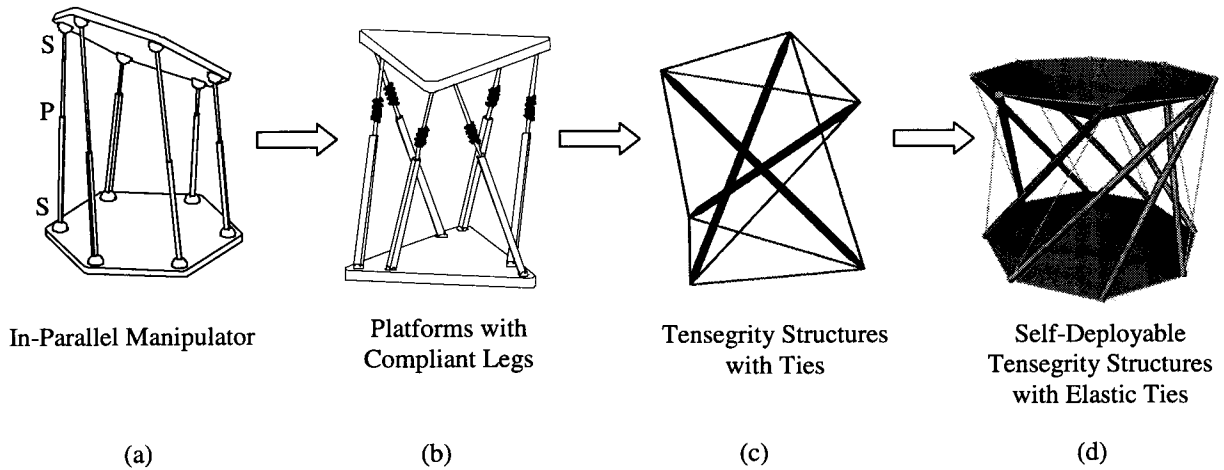 S
P
S
In-Parallel Manipulator
Platforms with
Compliant Legs
Tensegrity Structures
with Ties
Self-Deployable
Tensegrity Structures
with Elastic Ties
(a)
(b)
(c)
(d)